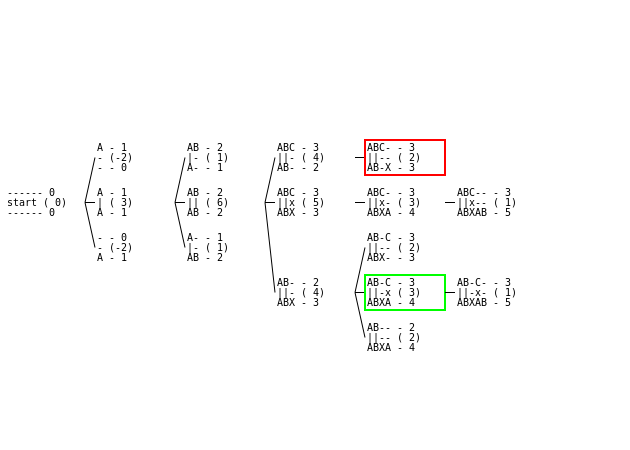 ------ 0
start ( 0)
------ 0
A - 1
- (-2)
- - 0
A - 1
| ( 3)
A - 1
- - 0
- (-2)
A - 1
AB - 2
|- ( 1)
A- - 1
AB - 2
|| ( 6)
AB - 2
A- - 1
|- ( 1)
AB - 2
ABC - 3
||- ( 4)
AB- - 2
ABC - 3
||x ( 5)
ABX - 3
AB- - 2
||- ( 4)
ABX - 3
ABC- - 3
||-- ( 2)
AB-X - 3
ABC- - 3
||x- ( 3)
ABXA - 4
AB-C - 3
||-- ( 2)
ABX- - 3
AB-C - 3
||-x ( 3)
ABXA - 4
AB-- - 2
||-- ( 2)
ABXA - 4
ABC-- - 3
||x-- ( 1)
ABXAB - 5
AB-C- - 3
||-x- ( 1)
ABXAB - 5